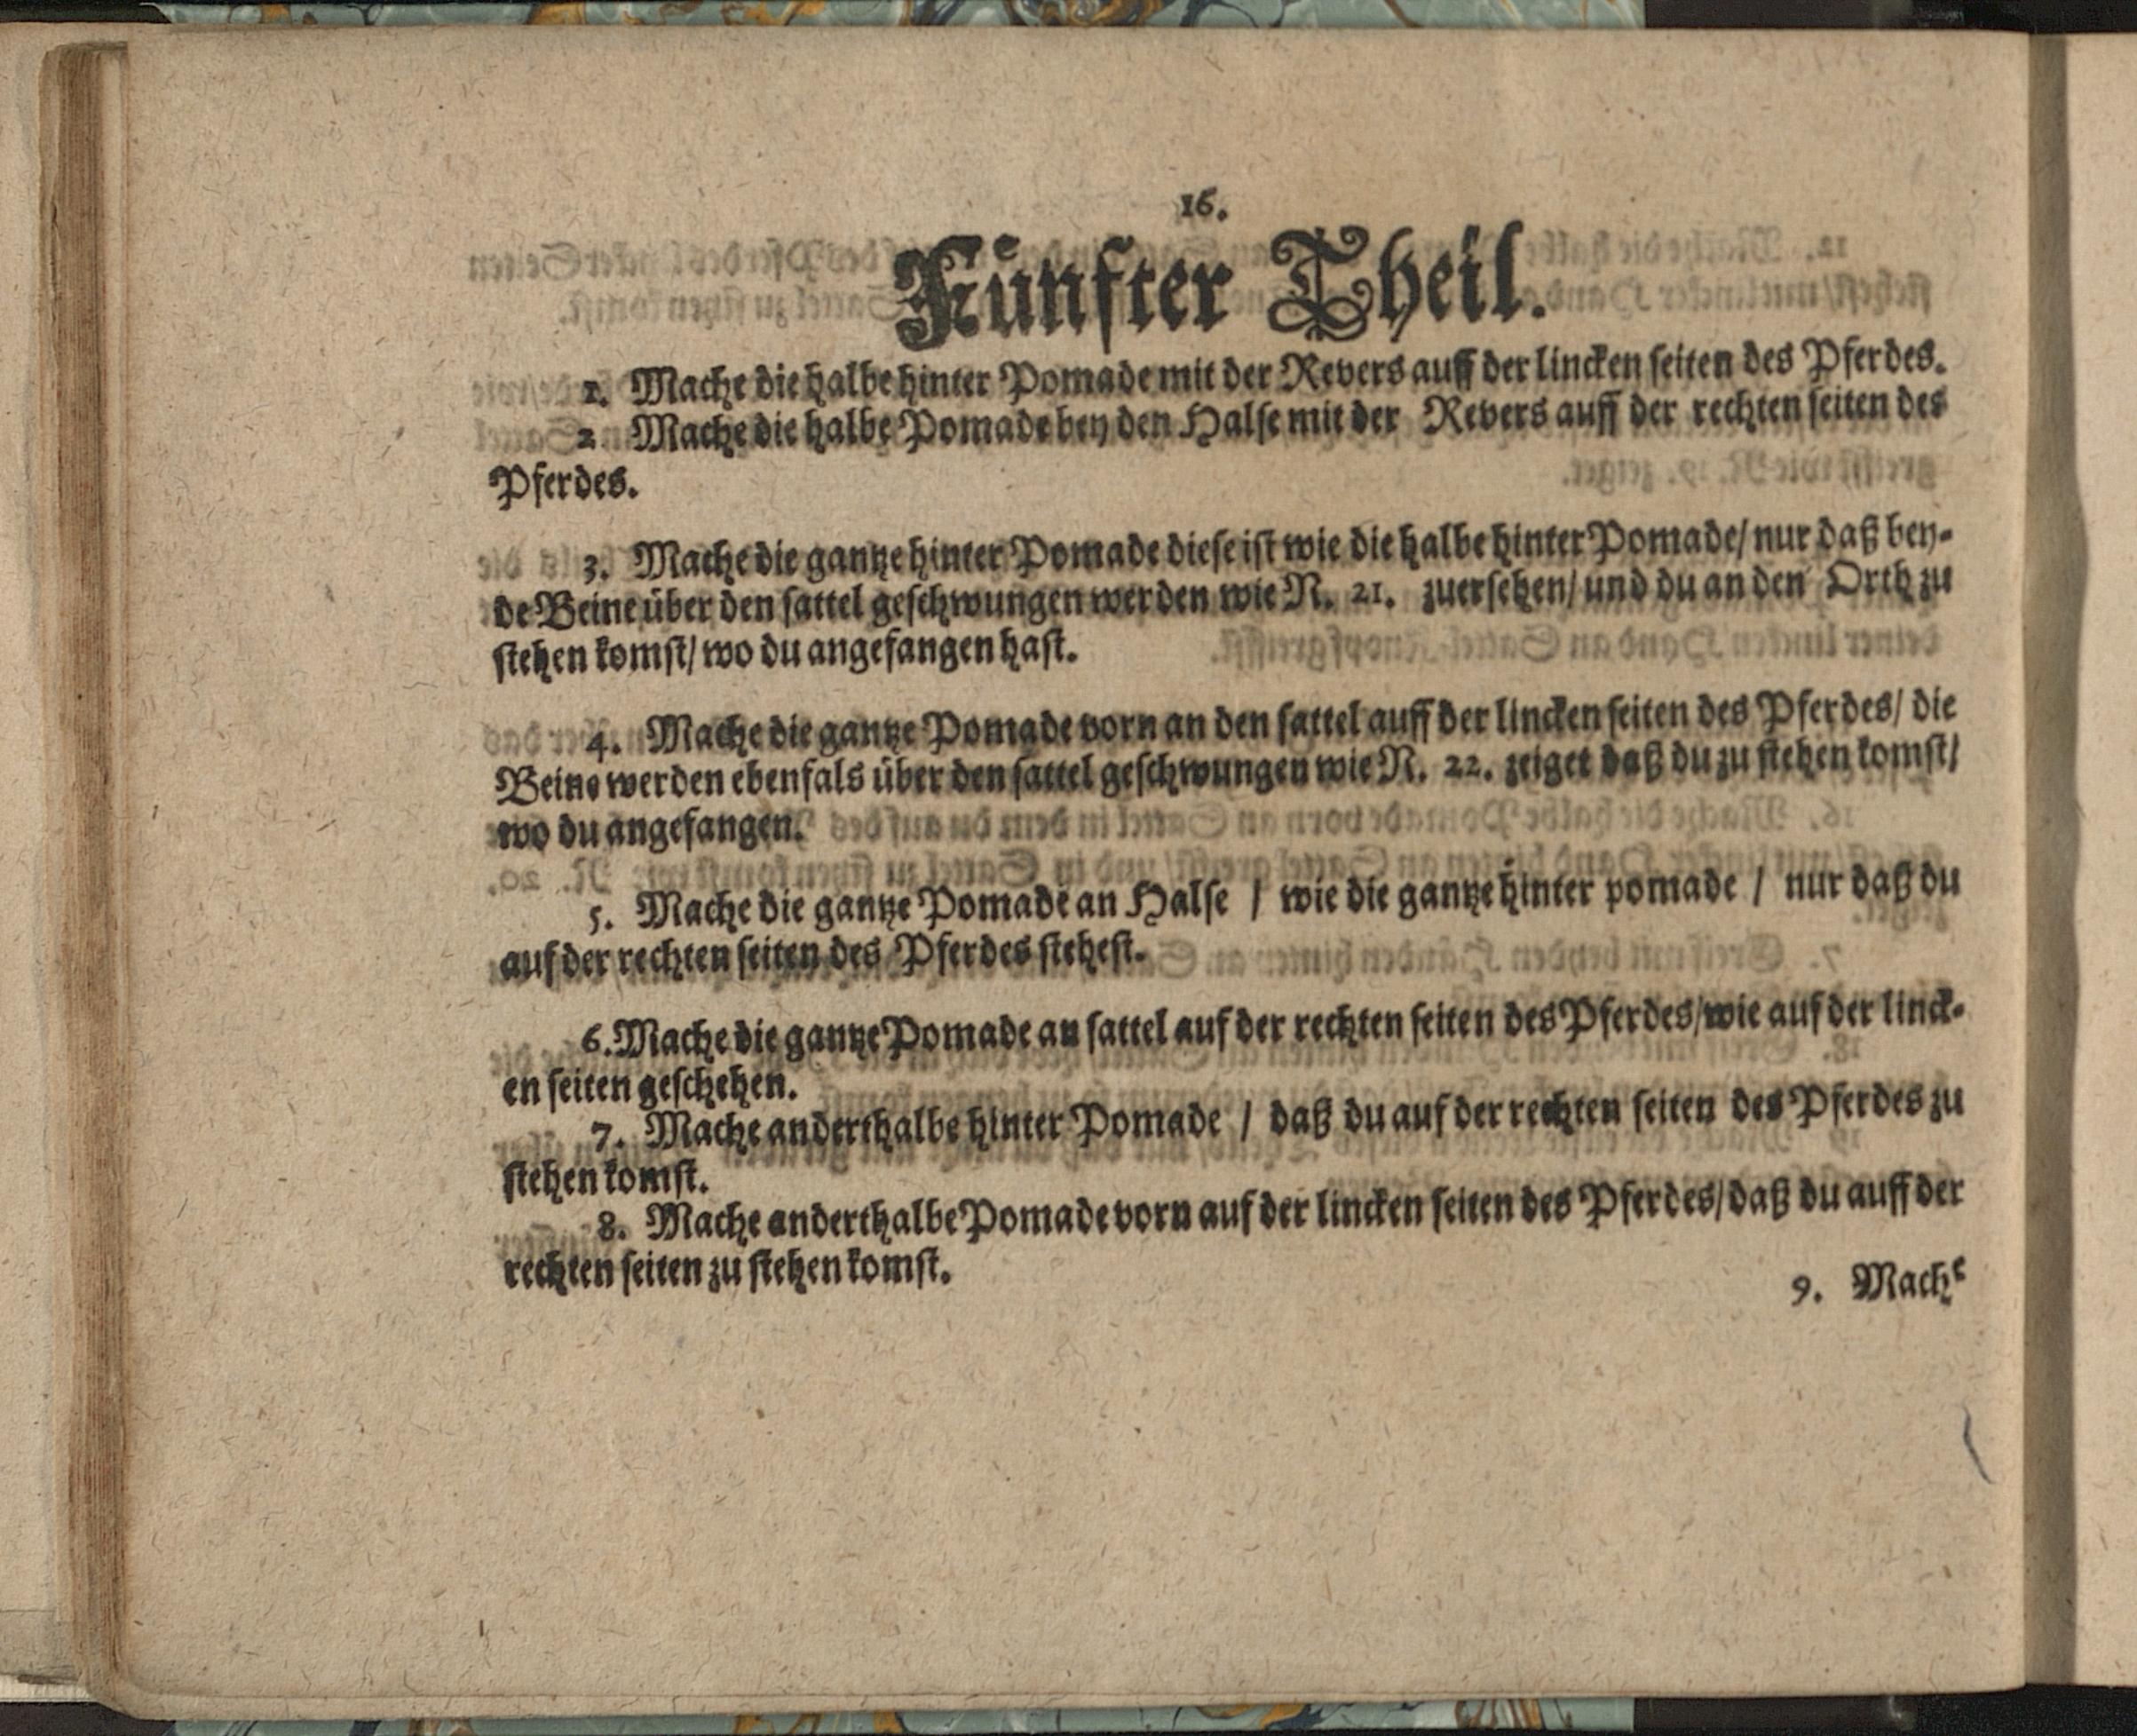 16.
Fünfter Theil.
1. Mache die halbe hinter Pomade mit der Revers auff der lincken seiten des Pferdes.
2 Mache die halbe Pomade bey den Halse mit der Revers auff der rechten seiten des
Pferdes.
3. Mache die gantze hinter Pomade diese ist wie die halbe hinter Pomade/ nur daß bey-
de Beine über den sattel geschwungen werden wie N. 21. zuersehen/ und du an den Orth zu
stehen komst/ wo du angefangen hast.
4. Mache die gantze Pomade vorn an den sattel auff der lincken seiten des Pferdes/ die
Beine werden ebenfals über den sattel geschwungen wie N. 22. zeiget daß du zu stehen komst/
wo du angefangen.
5. Mache die gantze Pomade an Halse / wie die gantze hinter pomade / nur daß du
auf der rechten seiten des Pferdes stehest.
6. Mache die gantze Pomade an sattel auf der rechten seiten des Pferdes/ wie auf der linck-
en seiten geschehen.
7. Mache anderthalbe hinter Pomade / daß du auf der rechten seiten des Pferdes zu
stehen komst.
8. Mache anderthalbe Pomade vorn auf der lincken seiten des Pferdes/ daß du auff der
rechten seiten zu stehen komst.
9. Mache